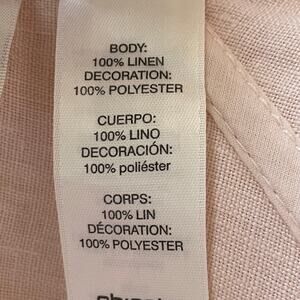 BODY:
100% LINEN
DECORATION:
100% POLYESTER
CUERPO:
100% LINO
DECORACIÓN:
100% poliéster
CORPS:
100% LIN
DÉCORATION:
100% POLYESTER